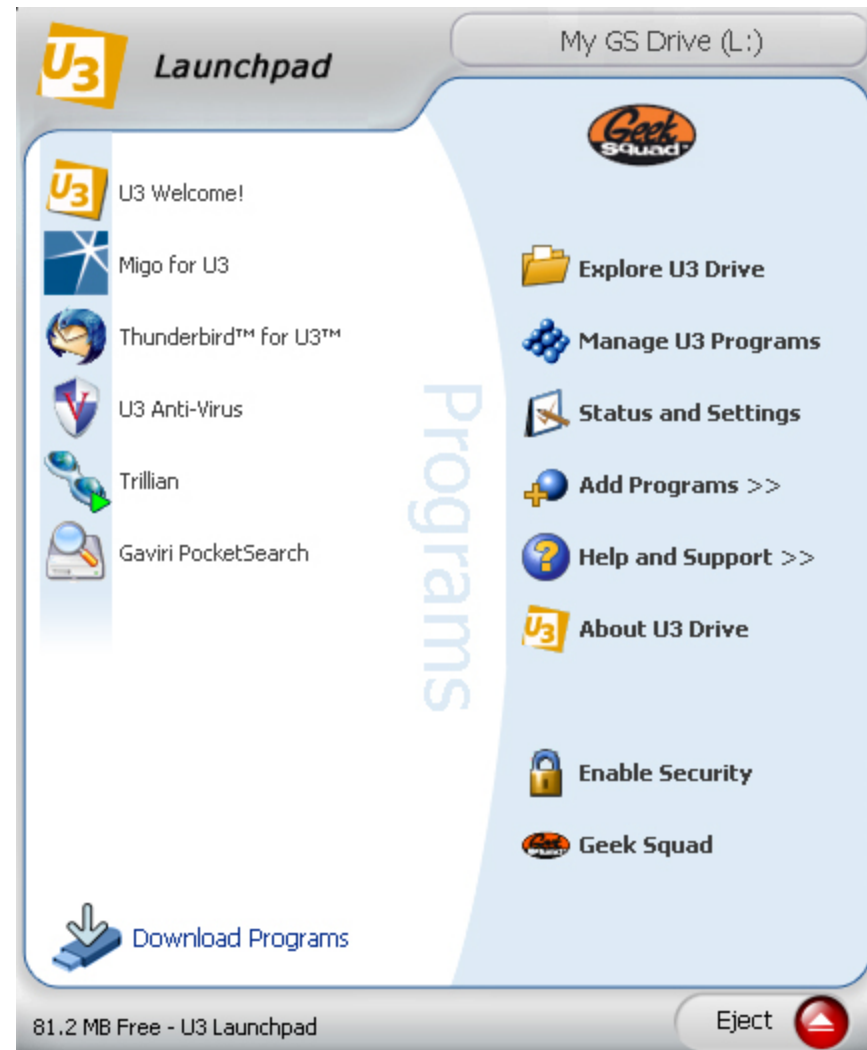 U3
Launchpad
My GS Drive (L:)
Geek
SQUAD
U3
U3 Welcome!
Migo for U3
Thunderbird™ for U3™
V
U3 Anti-Virus
Trillian
Gaviri PocketSearch
Programs
Explore U3 Drive
Manage U3 Programs
Status and Settings
Add Programs >>
?
Help and Support >>
U3
About U3 Drive
Enable Security
Geek
Geek Squad
Download Programs
81.2 MB Free - U3 Launchpad
Eject